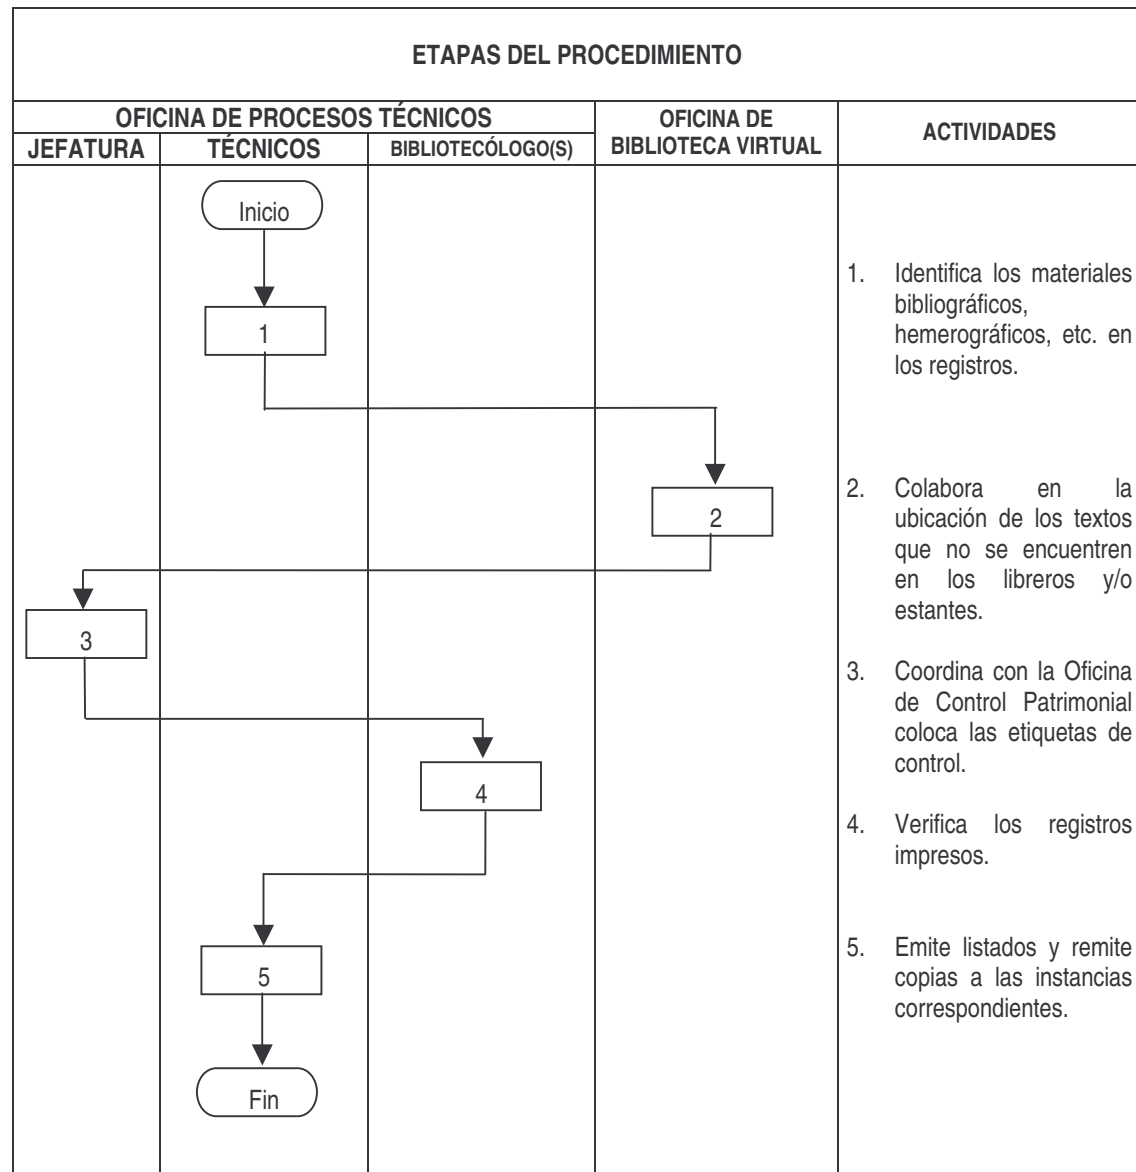 ETAPAS DEL PROCEDIMIENTO
OFICINA DE PROCESOS TÉCNICOS
OFICINA DE
BIBLIOTECA VIRTUAL
ACTIVIDADES
JEFATURA
TÉCNICOS
BIBLIOTECÓLOGO(S)
Inicio
1
2
3
4
5
Fin
1. Identifica los materiales
bibliográficos,
hemerográficos, etc. en
los registros.
2. Colabora en la
ubicación de los textos
que no se encuentren
en los libreros y/o
estantes.
3. Coordina con la Oficina
de Control Patrimonial
coloca las etiquetas de
control.
4. Verifica los registros
impresos.
5. Emite listados y remite
copias a las instancias
correspondientes.